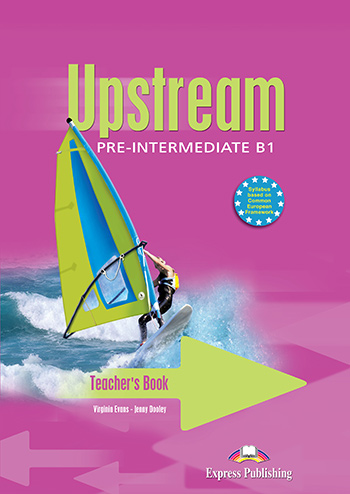 Upstream
PRE-INTERMEDIATE B1
Syllabus
based on
Common
European
Framework
Teacher's Book
Virginia Evans - Jenny Dooley
Express Publishing